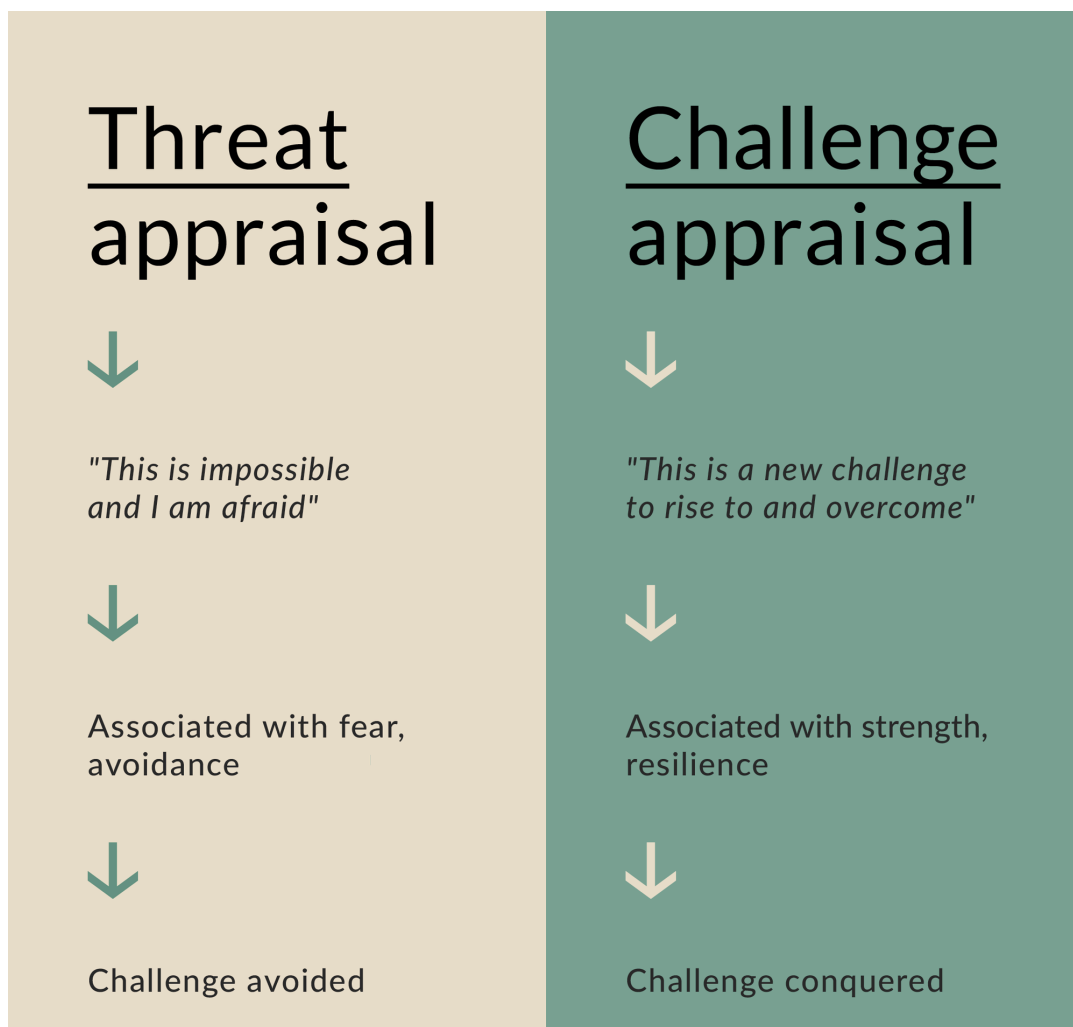 Threat
appraisal
"This is impossible
and I am afraid"
Associated with fear,
avoidance
Challenge avoided
Challenge
appraisal
"This is a new challenge
to rise to and overcome"
Associated with strength,
resilience
Challenge conquered